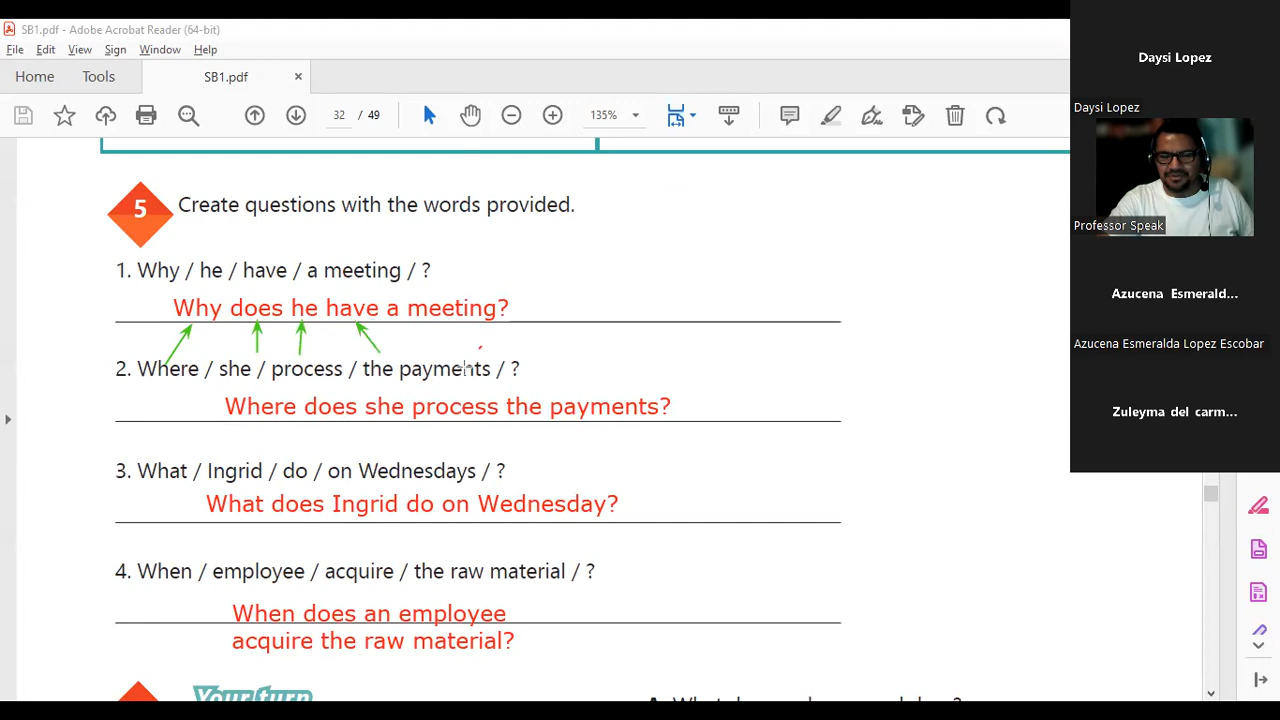 SB1.pdf - Adobe Acrobat Reader (64-bit)
File Edit View Sign Window Help
Home Tools SB1.pdf ×
32 / 49 135%
5 Create questions with the words provided.
1. Why / he / have / a meeting / ?
Why does he have a meeting?
2. Where / she / process / the payments / ?
Where does she process the payments?
3. What / Ingrid / do / on Wednesdays / ?
What does Ingrid do on Wednesday?
4. When / employee / acquire / the raw material / ?
When does an employee
acquire the raw material?
Your turn
Daysi Lopez
Daysi Lopez
Professor Speak
Azucena Esmerald...
Azucena Esmeralda Lopez Escobar
Zuleyma del carm...